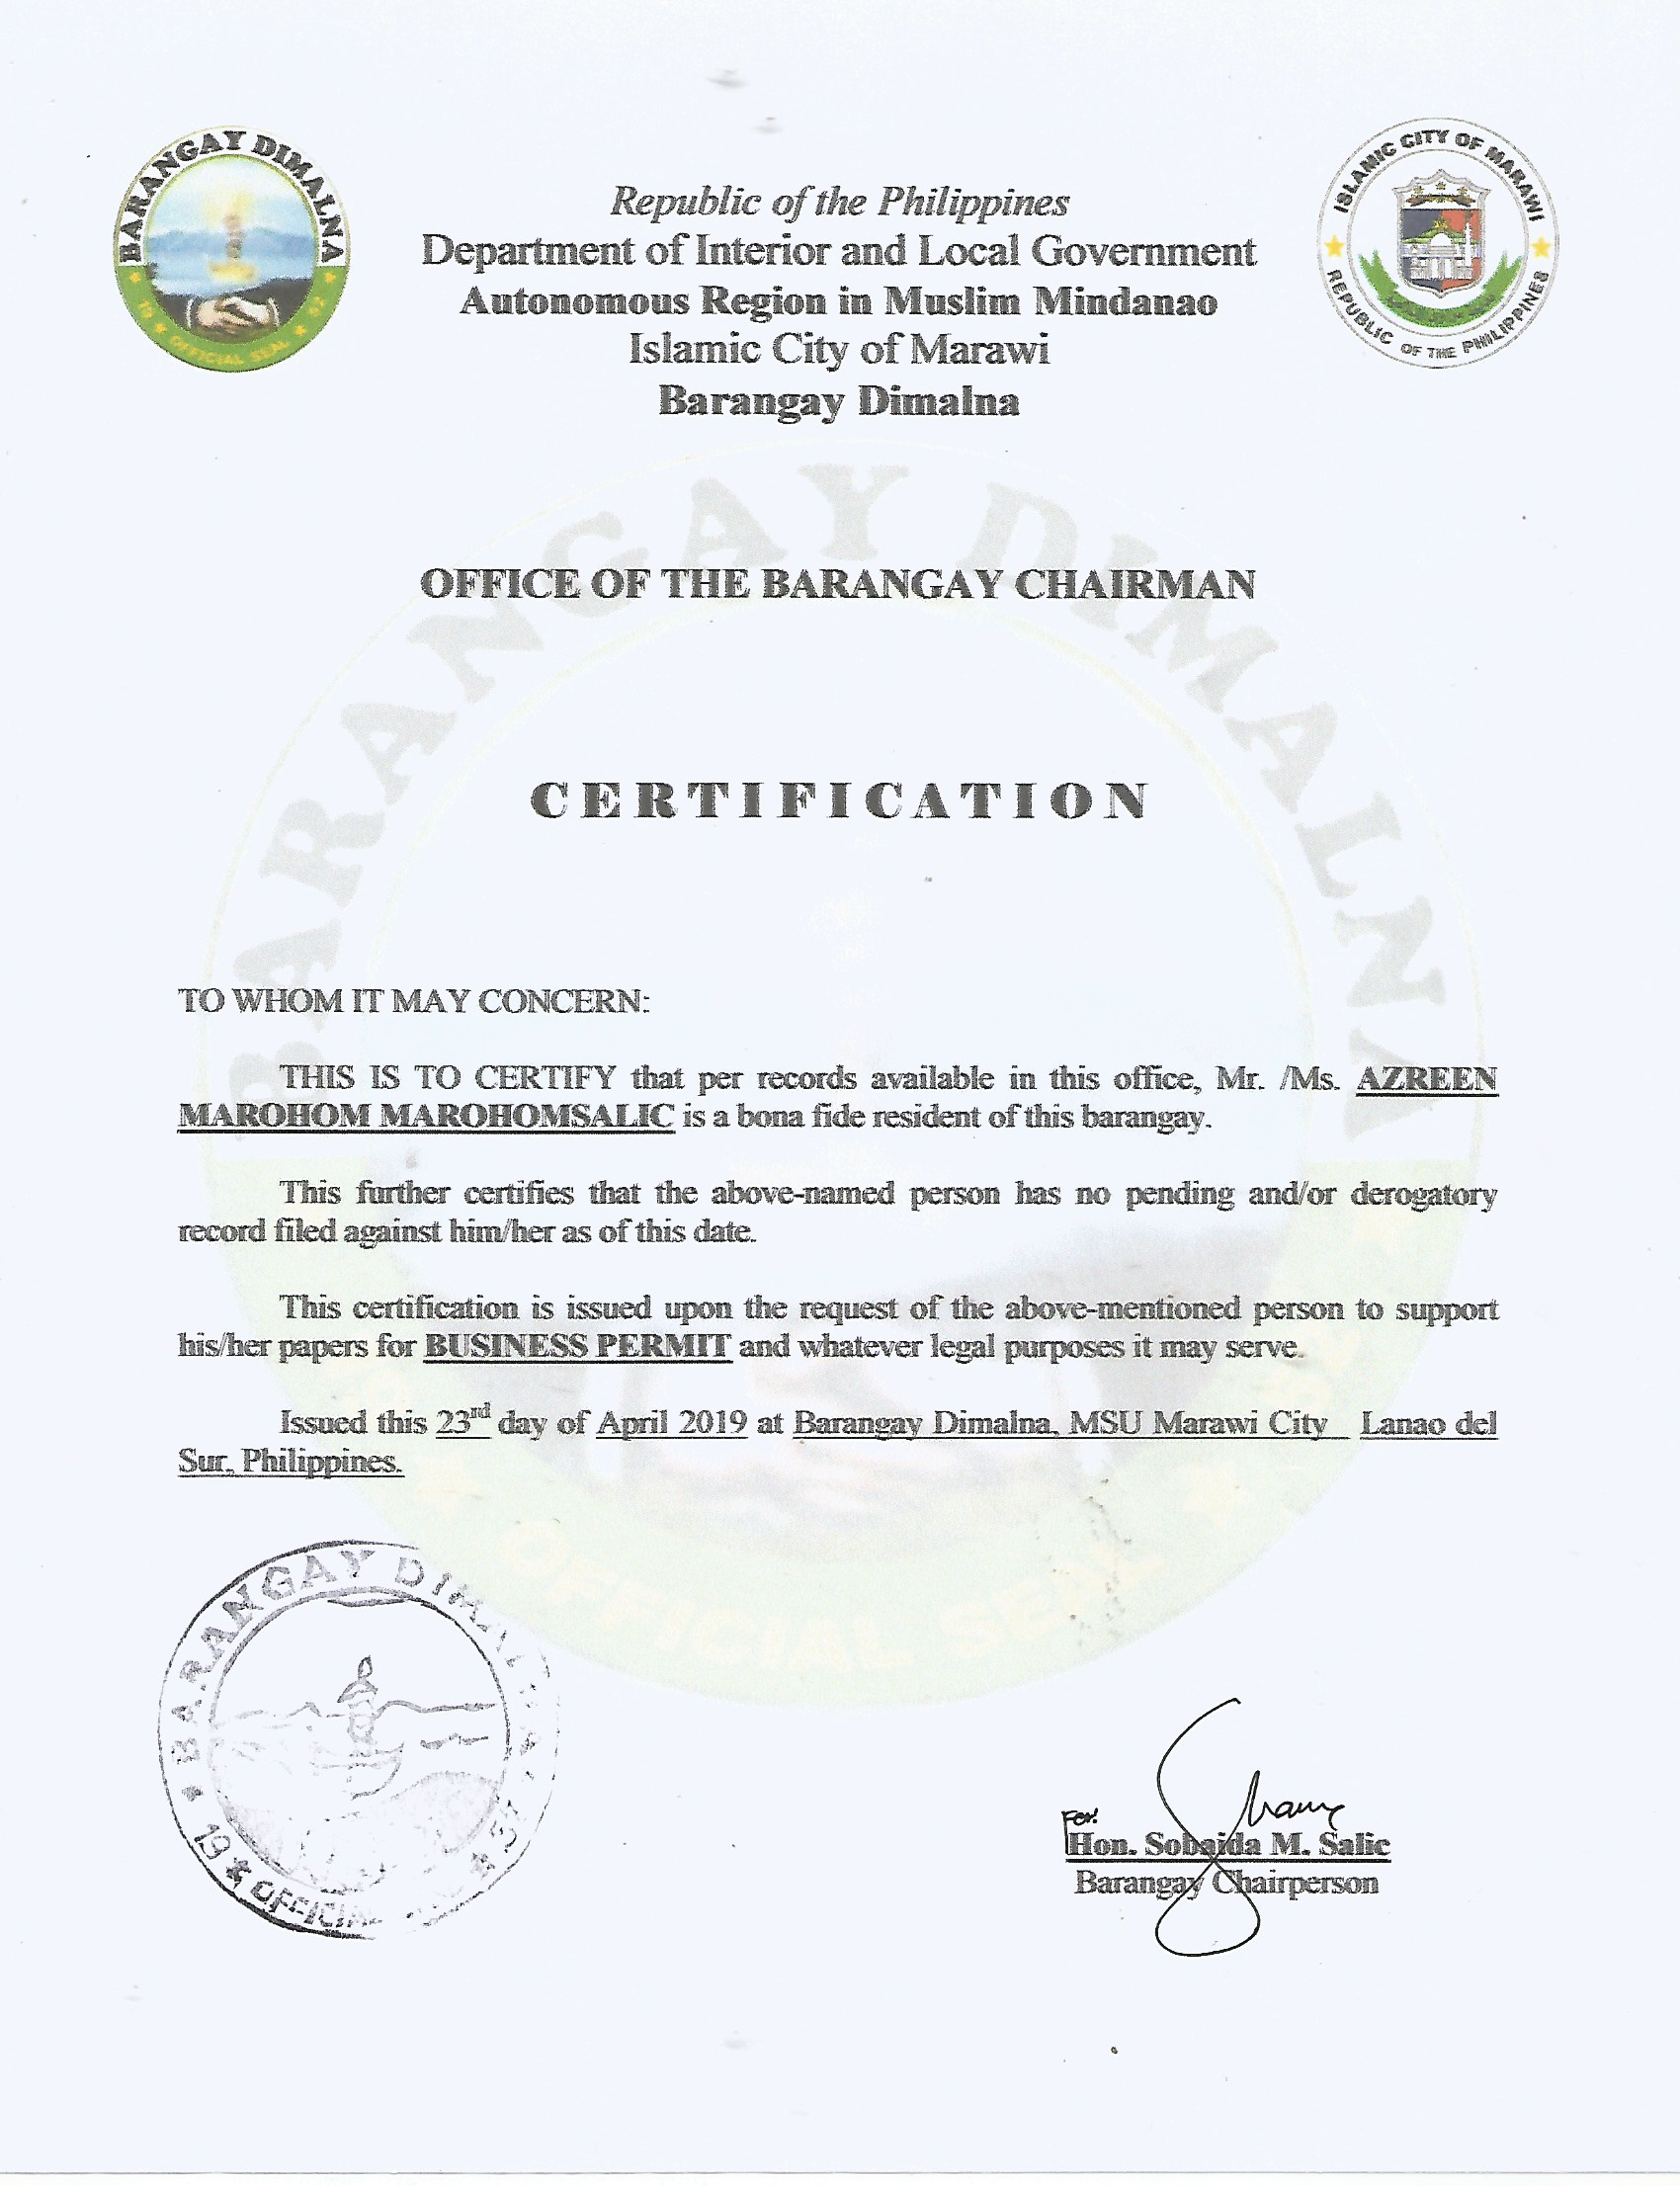 BARANGAY DIMALNA
19 52
OFFICIAL SEAL
ISLAMIC CITY OF MARAWI
REPUBLIC OF THE PHILIPPINES
Republic of the Philippines
Department of Interior and Local Government
Autonomous Region in Muslim Mindanao
Islamic City of Marawi
Barangay Dimalna
BARANGAY DIMALNA
OFFICIAL SEAL
OFFICE OF THE BARANGAY CHAIRMAN
CERTIFICATION
TO WHOM IT MAY CONCERN:
THIS IS TO CERTIFY that per records available in this office, Mr. /Ms. AZREEN
MAROHOM MAROHOMSALIC is a bona fide resident of this barangay.
This further certifies that the above-named person has no pending and/or derogatory
record filed against him/her as of this date.
This certification is issued upon the request of the above-mentioned person to support
his/her papers for BUSINESS PERMIT and whatever legal purposes it may serve.
Issued this 23rd day of April 2019 at Barangay Dimalna, MSU Marawi City Lanao del
Sur, Philippines.
BARANGAY
19 52
For:
Hon. Sobaida M. Salic
Barangay Chairperson